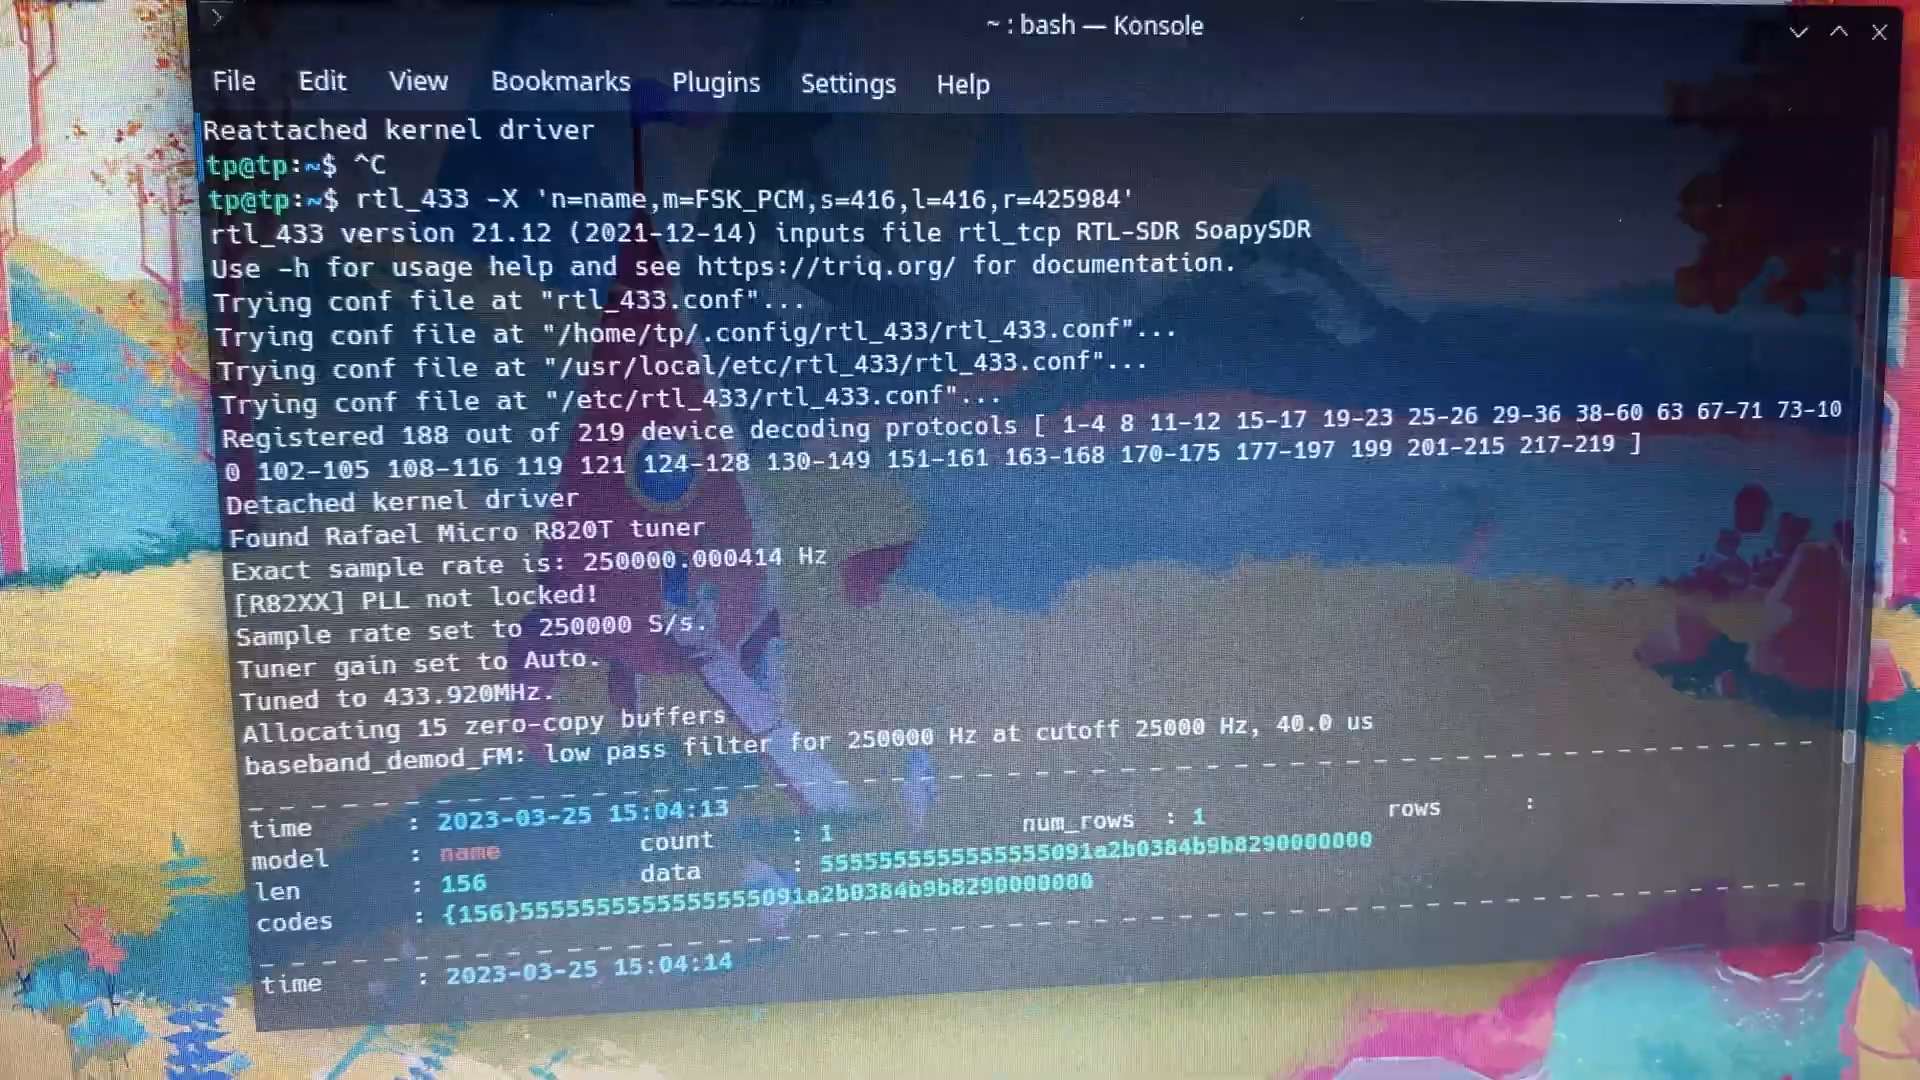 ~ : bash — Konsole
File Edit View Bookmarks Plugins Settings Help
Reattached kernel driver
tp@tp:~$ ^C
tp@tp:~$ rtl_433 -X 'n=name,m=FSK_PCM,s=416,l=416,r=425984'
rtl_433 version 21.12 (2021-12-14) inputs file rtl_tcp RTL-SDR SoapySDR
Use -h for usage help and see https://triq.org/ for documentation.
Trying conf file at "rtl_433.conf"...
Trying conf file at "/home/tp/.config/rtl_433/rtl_433.conf"...
Trying conf file at "/usr/local/etc/rtl_433/rtl_433.conf"...
Trying conf file at "/etc/rtl_433/rtl_433.conf"...
Registered 188 out of 219 device decoding protocols [ 1-4 8 11-12 15-17 19-23 25-26 29-36 38-60 63 67-71 73-10
0 102-105 108-116 119 121 124-128 130-149 151-161 163-168 170-175 177-197 199 201-215 217-219 ]
Detached kernel driver
Found Rafael Micro R820T tuner
Exact sample rate is: 250000.000414 Hz
[R82XX] PLL not locked!
Sample rate set to 250000 S/s.
Tuner gain set to Auto.
Tuned to 433.920MHz.
Allocating 15 zero-copy buffers
baseband_demod_FM: low pass filter for 250000 Hz at cutoff 25000 Hz, 40.0 us
time : 2023-03-25 15:04:13
model : name count : 1 num_rows : 1 rows :
len : 156 data : 5555555555555555091a2b0384b9b8290000000
codes : {156}5555555555555555091a2b0384b9b8290000000
time : 2023-03-25 15:04:14